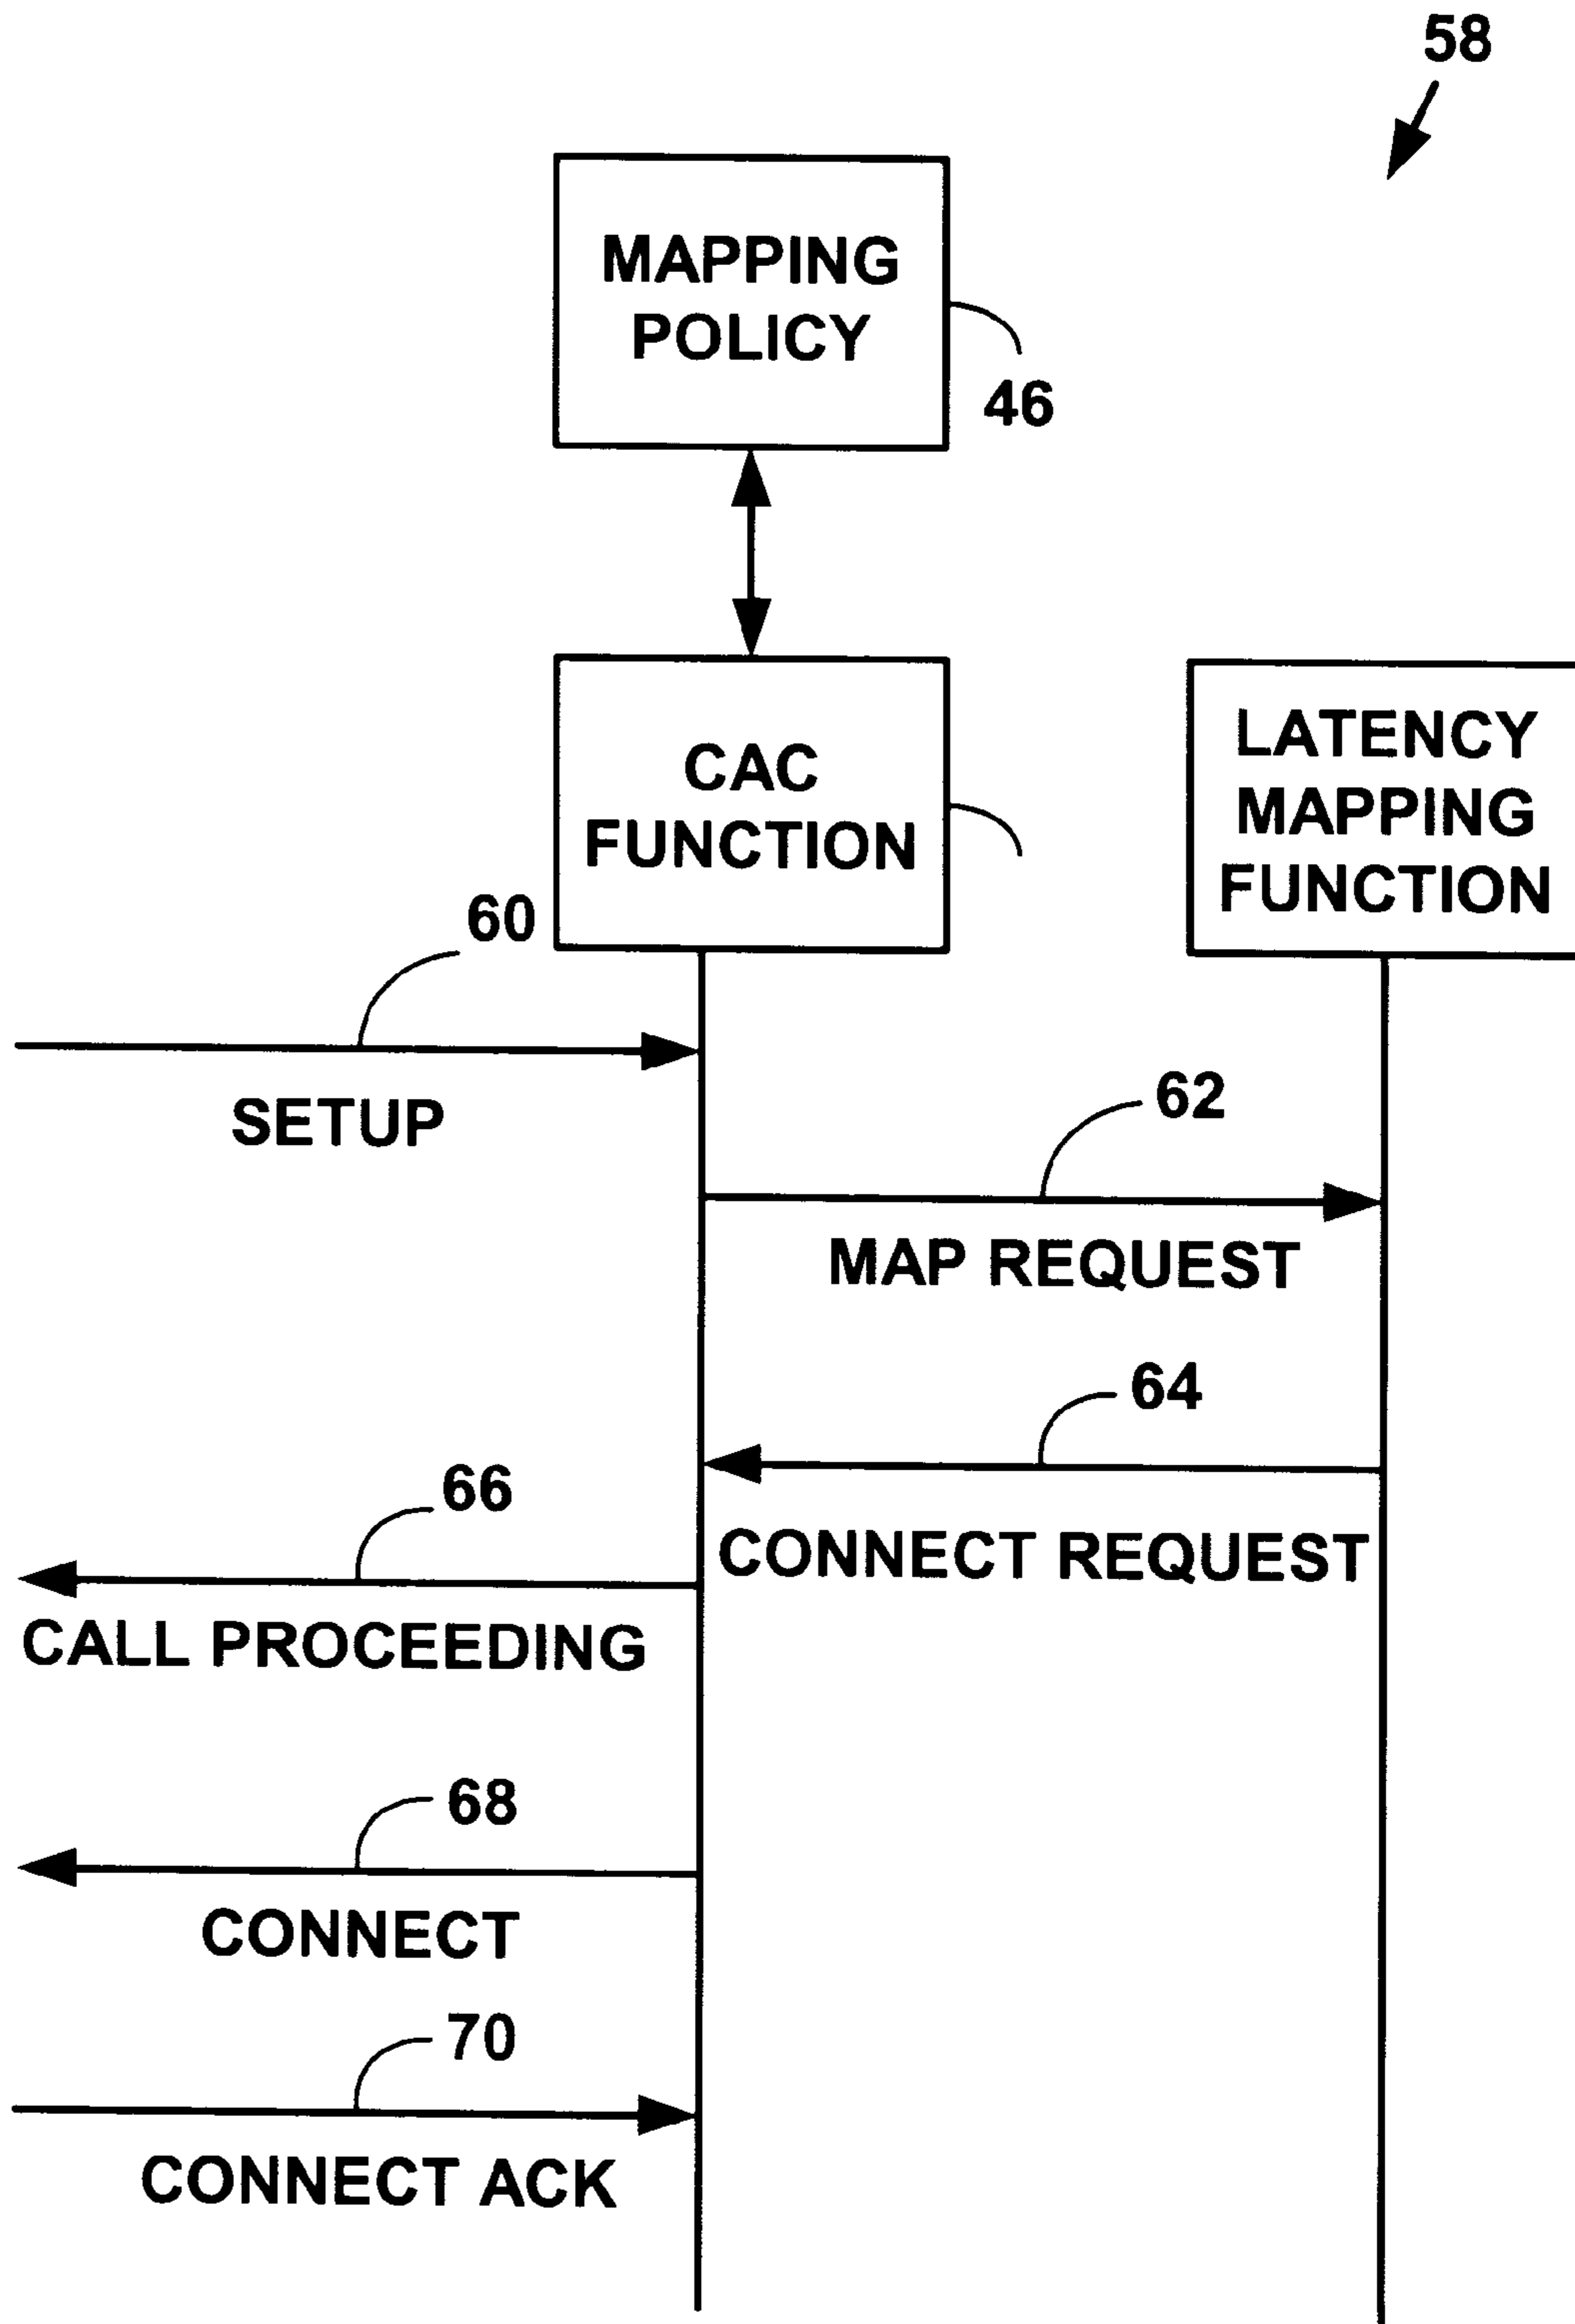 58
MAPPING
POLICY
46
CAC
FUNCTION
LATENCY
MAPPING
FUNCTION
60
SETUP
62
MAP REQUEST
64
CONNECT REQUEST
66
CALL PROCEEDING
68
CONNECT
70
CONNECT ACK